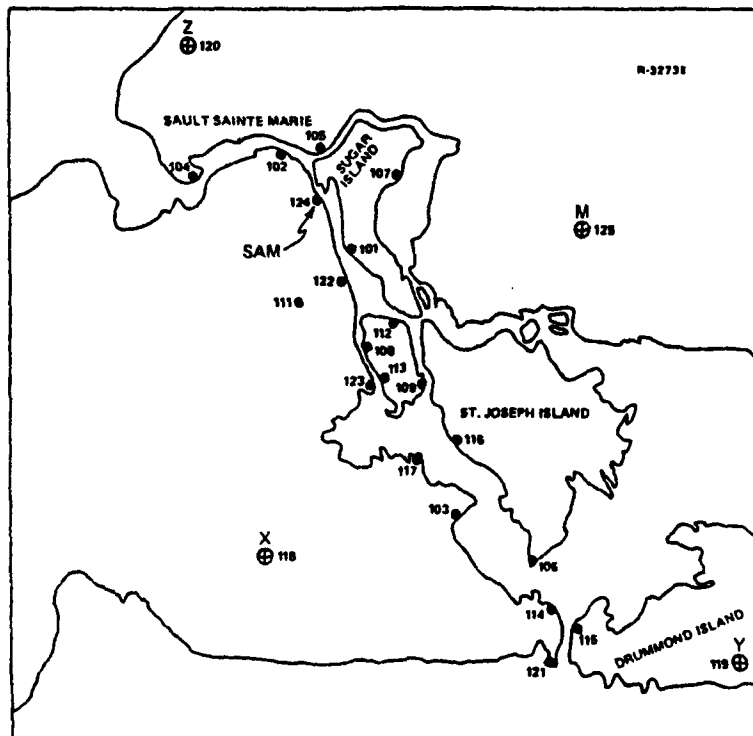 Z
120
R-32731
SAULT SAINTE MARIE
105
SUGAR
ISLAND
104
102
107
124
M
125
SAM
101
122
111
112
108
113
123
109
ST. JOSEPH ISLAND
116
117
103
X
118
106
114
115
DRUMMOND ISLAND
Y
119
121